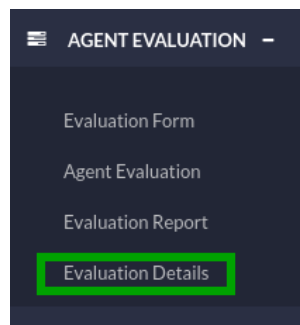 AGENT EVALUATION –
Evaluation Form
Agent Evaluation
Evaluation Report
Evaluation Details